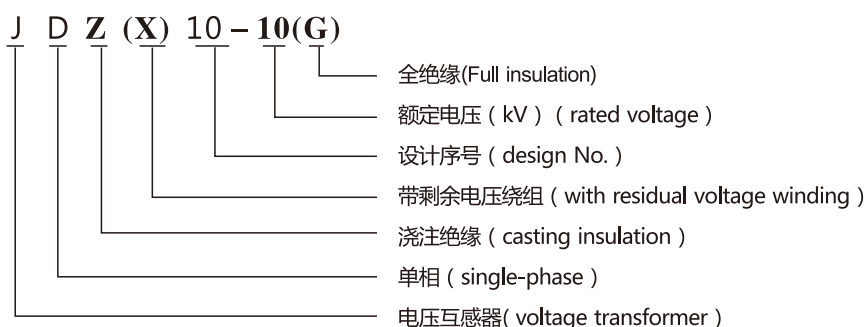 J D Z (X) 10-10(G)
全绝缘(Full insulation)
额定电压（kV）（rated voltage）
设计序号（design No.）
带剩余电压绕组（with residual voltage winding）
浇注绝缘（casting insulation）
单相（single-phase）
电压互感器( voltage transformer )